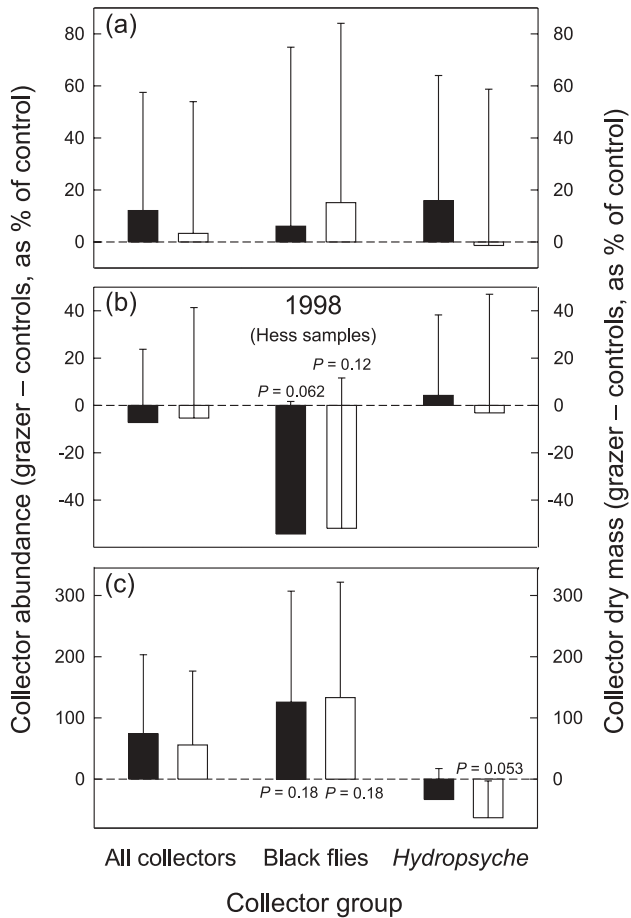 (a)
80
60
40
20
0
80
60
40
20
0
(b)
1998
(Hess samples)
P = 0.12
P = 0.062
40
20
0
-20
-40
40
20
0
-20
-40
(c)
300
200
100
0
300
200
100
0
P = 0.053
P = 0.18
P = 0.18
All collectors
Black flies
Hydropsyche
Collector group
Collector abundance (grazer – controls, as % of control)
Collector dry mass (grazer – controls, as % of control)